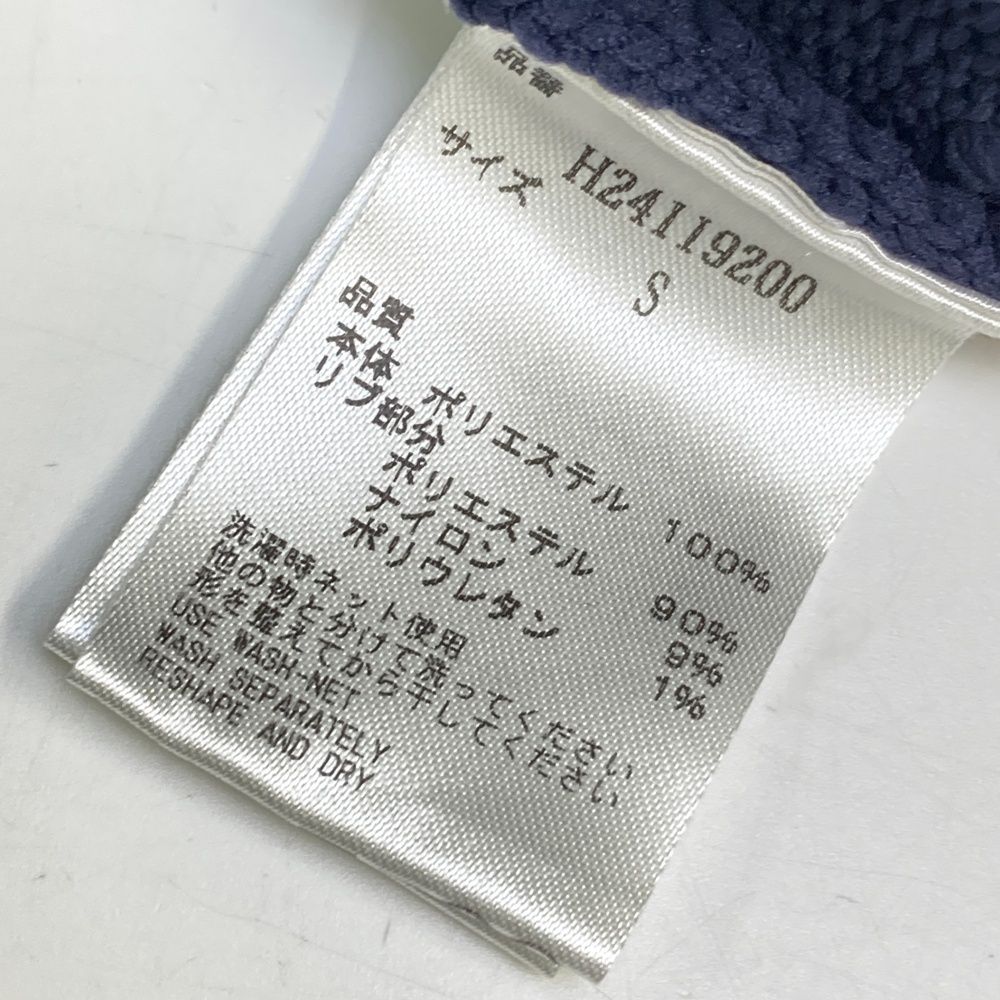 品番 H24119200
サイズ S
品質
本体 ポリエステル 100%
リブ部分
ポリエステル 90%
ナイロン 9%
ポリウレタン 1%
洗濯時ネット使用
他の物と分けて洗ってください
形を整えてから干してください
USE WASH-NET
WASH SEPARATELY
RESHAPE AND DRY